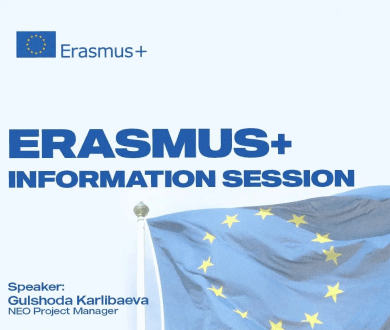 Erasmus+
ERASMUS+
INFORMATION SESSION
Speaker:
Gulshoda Karlibaeva
NEO Project Manager